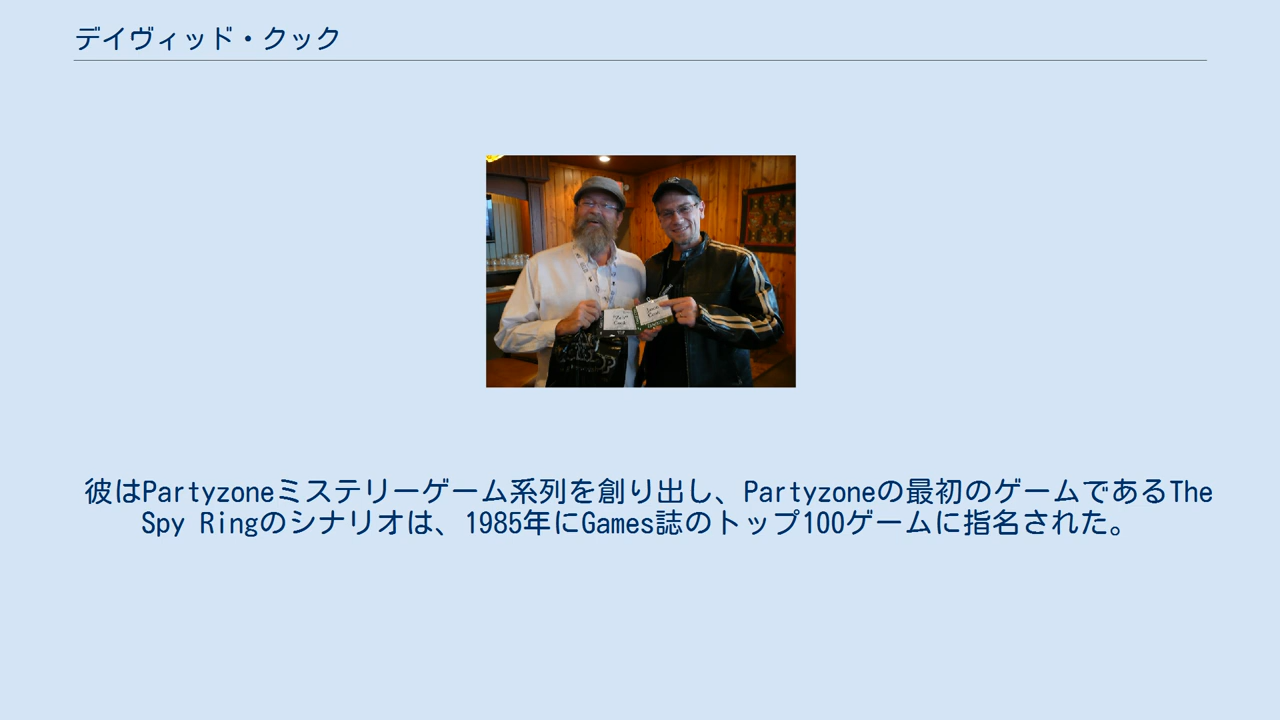 デイヴィッド・クック
彼はPartyzoneミステリーゲーム系列を創り出し、Partyzoneの最初のゲームであるThe
Spy Ringのシナリオは、1985年にGames誌のトップ100ゲームに指名された。